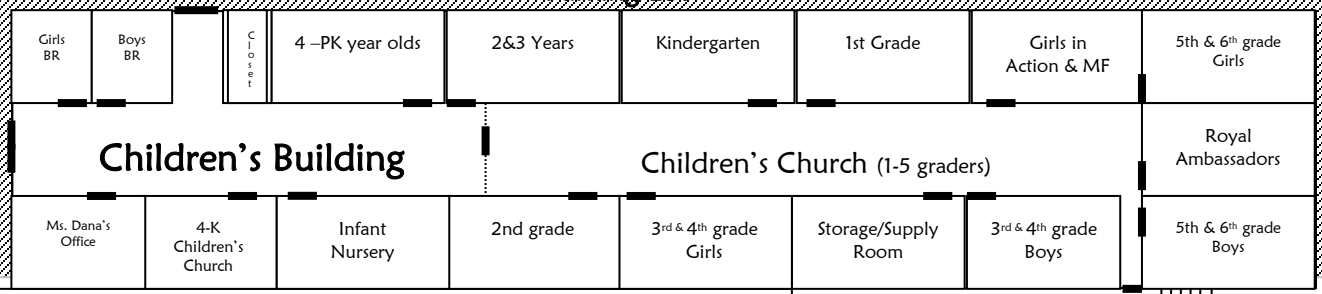 Girls
BR
Boys
BR
Closet
4 –PK year olds
2&3 Years
Kindergarten
1st Grade
Girls in
Action & MF
5th & 6th grade
Girls
Children's Building
Children's Church (1-5 graders)
Royal
Ambassadors
Ms. Dana's
Office
4-K
Children's
Church
Infant
Nursery
2nd grade
3rd & 4th grade
Girls
Storage/Supply
Room
3rd & 4th grade
Boys
5th & 6th grade
Boys